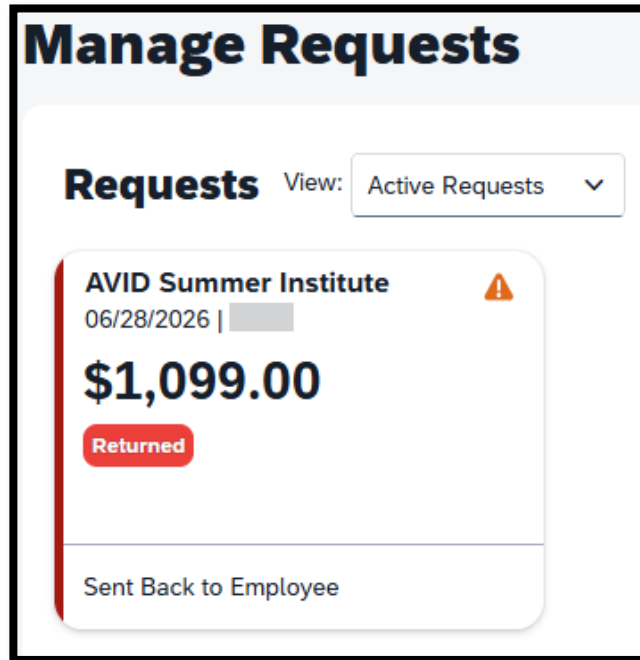 Manage Requests
Requests View: Active Requests
AVID Summer Institute
06/28/2026 |
$1,099.00
Returned
Sent Back to Employee